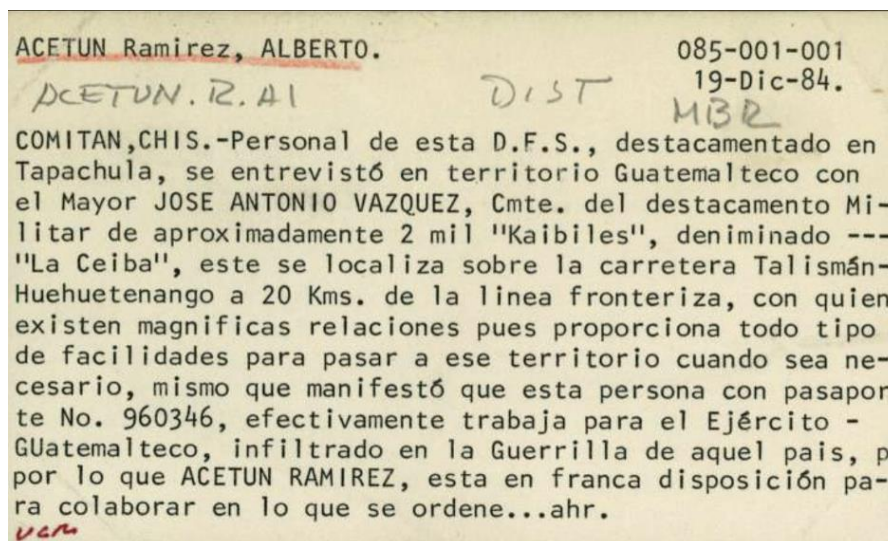 ACETUN Ramirez, ALBERTO. 085-001-001
19-Dic-84.
ACETUN. R. Al DIST MBR
COMITAN,CHIS.-Personal de esta D.F.S., destacamentado en
Tapachula, se entrevistó en territorio Guatemalteco con
el Mayor JOSE ANTONIO VAZQUEZ, Cmte. del destacamento Mi-
litar de aproximadamente 2 mil "Kaibiles", deniminado ---
"La Ceiba", este se localiza sobre la carretera Talismán-
Huehuetenango a 20 Kms. de la linea fronteriza, con quien
existen magnificas relaciones pues proporciona todo tipo
de facilidades para pasar a ese territorio cuando sea ne-
cesario, mismo que manifestó que esta persona con pasapor
te No. 960346, efectivamente trabaja para el Ejército -
GUatemalteco, infiltrado en la Guerrilla de aquel pais, p
por lo que ACETUN RAMIREZ, esta en franca disposición pa-
ra colaborar en lo que se ordene...ahr.